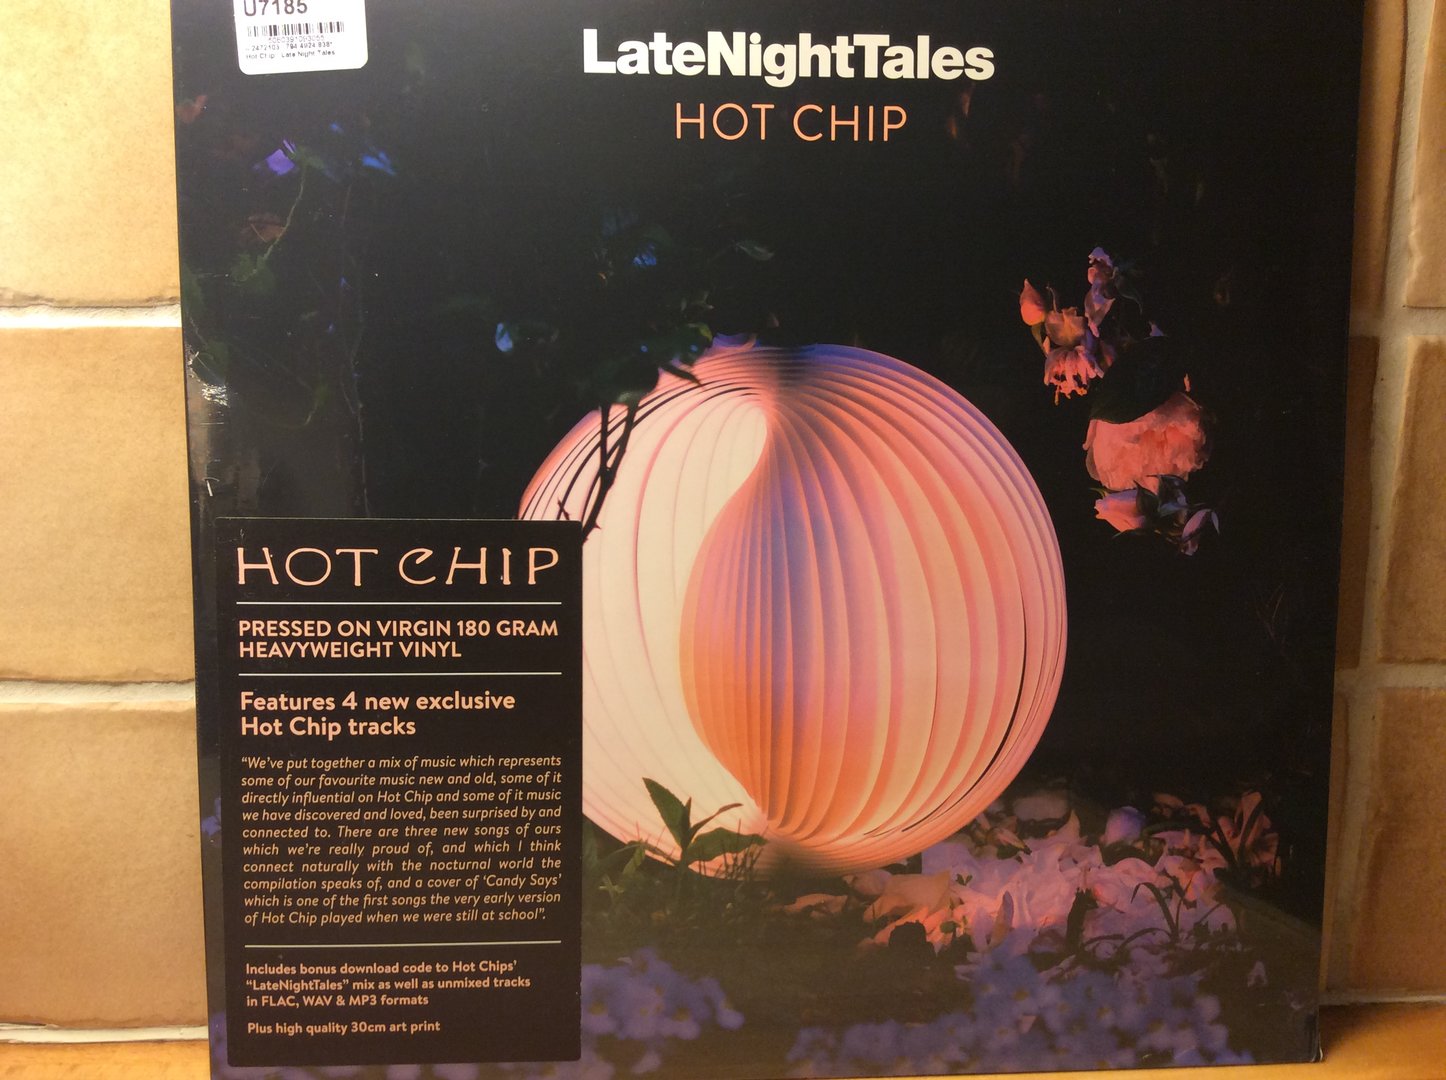 U7185
Hot Chip - Late Night Tales
LateNightTales
HOT CHIP
HOT CHIP
PRESSED ON VIRGIN 180 GRAM
HEAVYWEIGHT VINYL
Features 4 new exclusive
Hot Chip tracks
“We’ve put together a mix of music which represents
some of our favourite music new and old, some of it
directly influential on Hot Chip and some of it music
we have discovered and loved, been surprised by and
connected to. There are three new songs of ours
which we’re really proud of, and which I think
connect naturally with the nocturnal world the
compilation speaks of, and a cover of ‘Candy Says’
which is one of the first songs the very early version
of Hot Chip played when we were still at school”.
Includes bonus download code to Hot Chips’
“LateNightTales” mix as well as unmixed tracks
in FLAC, WAV & MP3 formats
Plus high quality 30cm art print